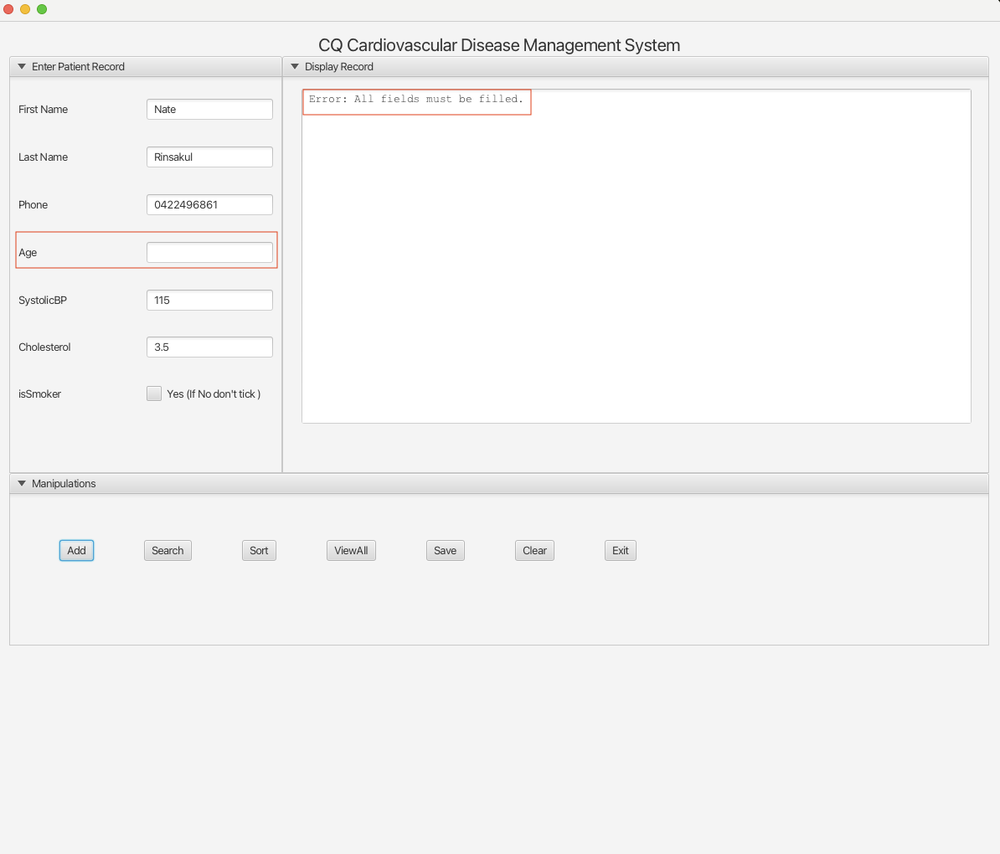 CQ Cardiovascular Disease Management System
Enter Patient Record
First Name Nate
Last Name Rinsakul
Phone 0422496861
Age
SystolicBP 115
Cholesterol 3.5
isSmoker Yes (If No don't tick )
Display Record
Error: All fields must be filled.
Manipulations
Add Search Sort ViewAll Save Clear Exit